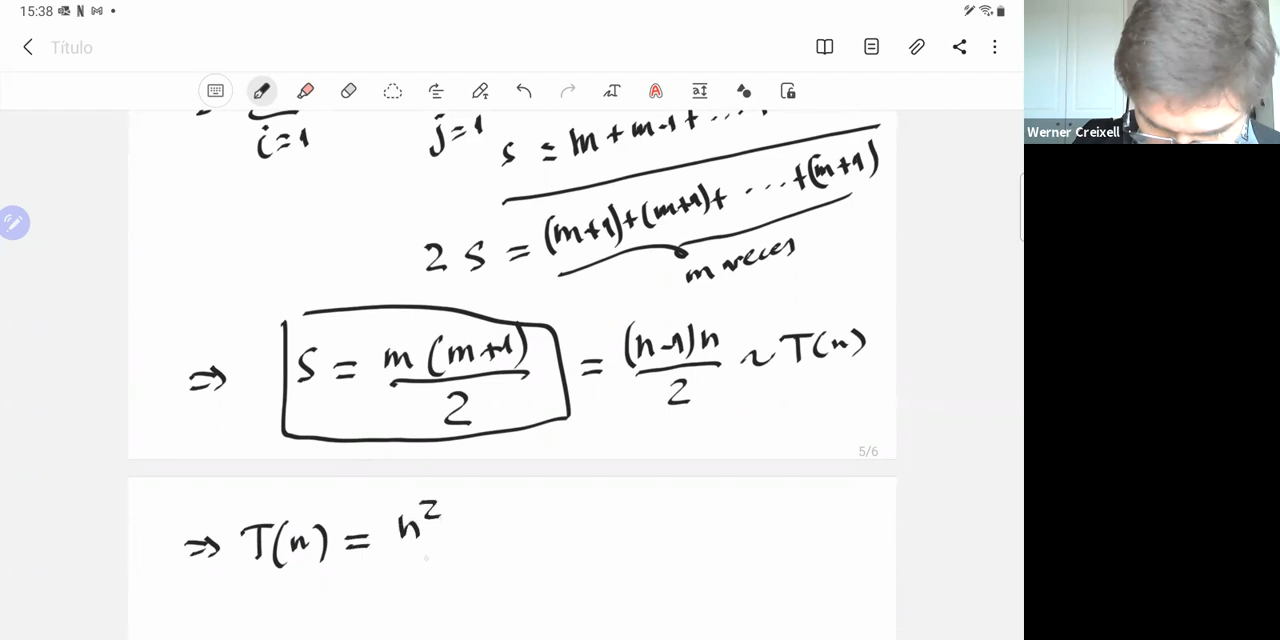 15:38
Título
i=1 j=1 S = m + m-1 + ...
2 S = (m+1)+(m+1)+ ... +(m+1)
m veces
⇒ S = m(m+1)/2 = (n-1)n/2 ~ T(n)
5/6
⇒ T(n) = n²
Werner Creixell